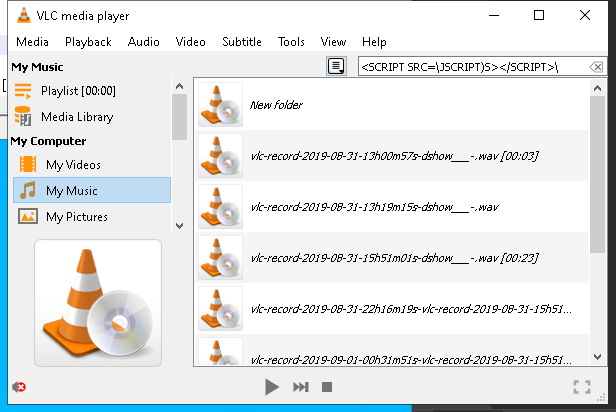 VLC media player
Media Playback Audio Video Subtitle Tools View Help
My Music
<SCRIPT SRC=\JSCRIPT)S></SCRIPT>\
Playlist [00:00]
Media Library
My Computer
My Videos
My Music
My Pictures
New folder
vlc-record-2019-08-31-13h00m57s-dshow___-.wav [00:03]
vlc-record-2019-08-31-13h19m15s-dshow___-.wav
vlc-record-2019-08-31-15h51m01s-dshow___-.wav [00:23]
vlc-record-2019-08-31-22h16m19s-vlc-record-2019-08-31-15h51...
vlc-record-2019-09-01-00h31m51s-vlc-record-2019-08-31-15h51...